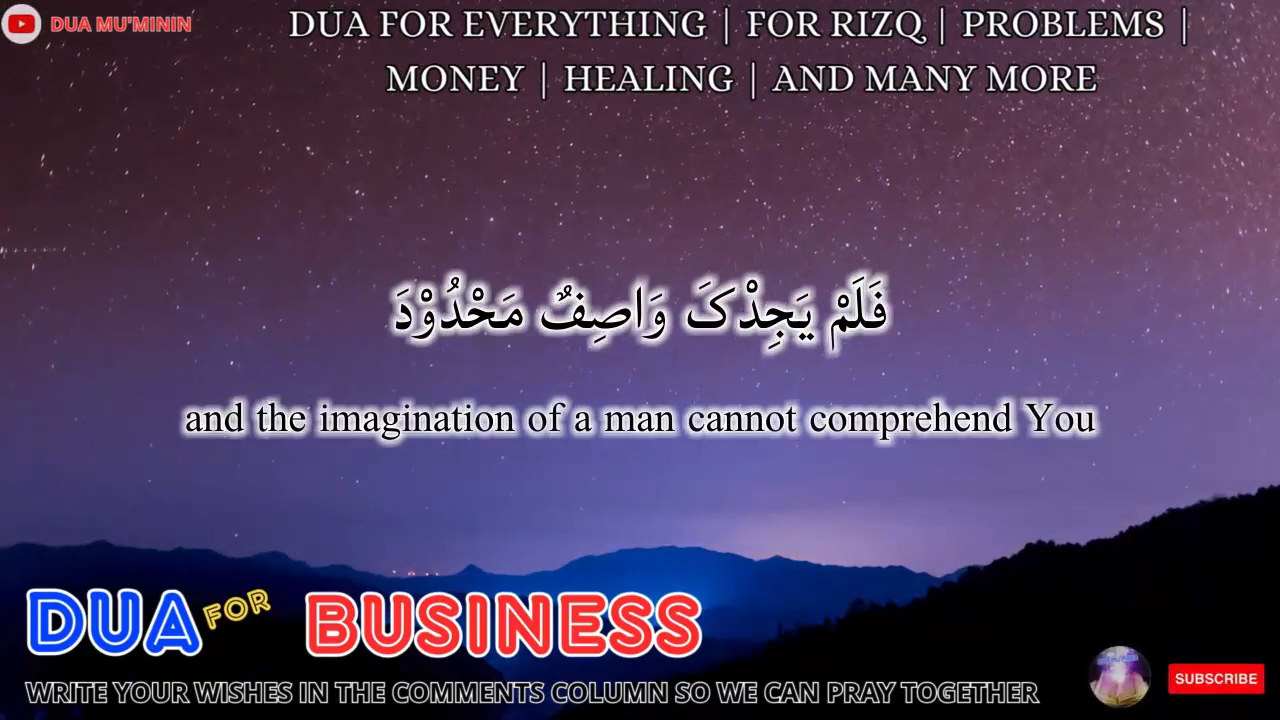 DUA MU'MININ
DUA FOR EVERYTHING | FOR RIZQ | PROBLEMS |
MONEY | HEALING | AND MANY MORE
فَلَمْ يَجِدْکَ وَاصِفٌ مَحْدُوْدَ
and the imagination of a man cannot comprehend You
DUA FOR BUSINESS
WRITE YOUR WISHES IN THE COMMENTS COLUMN SO WE CAN PRAY TOGETHER
SUBSCRIBE